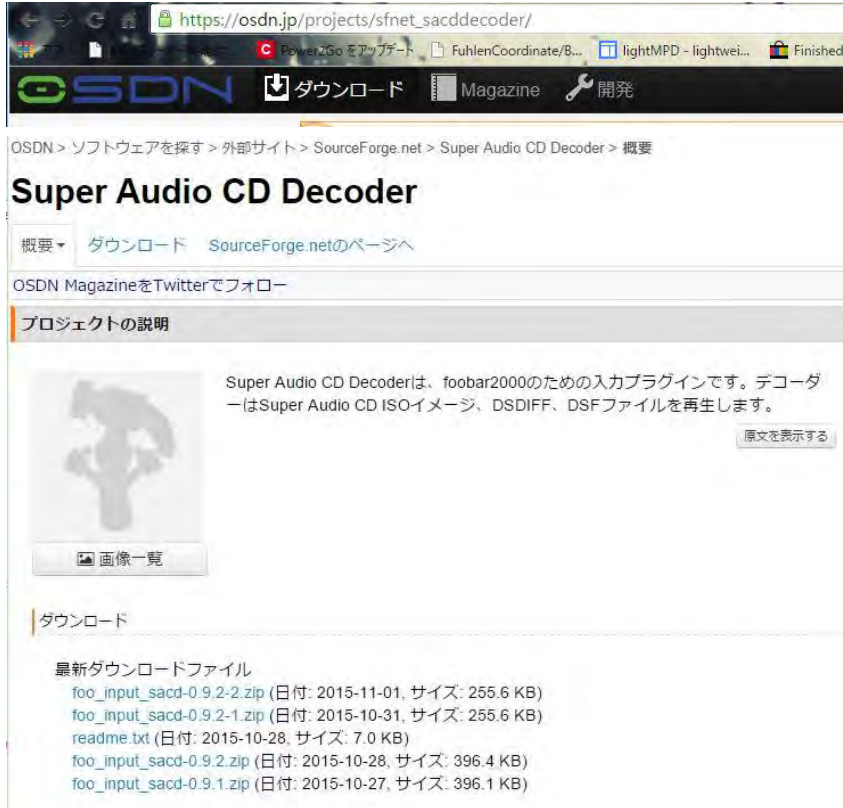 https://osdn.jp/projects/sfnet_sacddecoder/
Power2Go をアップデート FuhlenCoordinate/B... lightMPD - lightwei... Finished
OSDN ダウンロード Magazine 開発
OSDN > ソフトウェアを探す > 外部サイト > SourceForge.net > Super Audio CD Decoder > 概要
Super Audio CD Decoder
概要 ダウンロード SourceForge.netのページへ
OSDN MagazineをTwitterでフォロー
プロジェクトの説明
Super Audio CD Decoderは、foobar2000のための入力プラグインです。デコーダ
ーはSuper Audio CD ISOイメージ、DSDIFF、DSFファイルを再生します。
原文を表示する
画像一覧
ダウンロード
最新ダウンロードファイル
foo_input_sacd-0.9.2-2.zip (日付: 2015-11-01, サイズ: 255.6 KB)
foo_input_sacd-0.9.2-1.zip (日付: 2015-10-31, サイズ: 255.6 KB)
readme.txt (日付: 2015-10-28, サイズ: 7.0 KB)
foo_input_sacd-0.9.2.zip (日付: 2015-10-28, サイズ: 396.4 KB)
foo_input_sacd-0.9.1.zip (日付: 2015-10-27, サイズ: 396.1 KB)